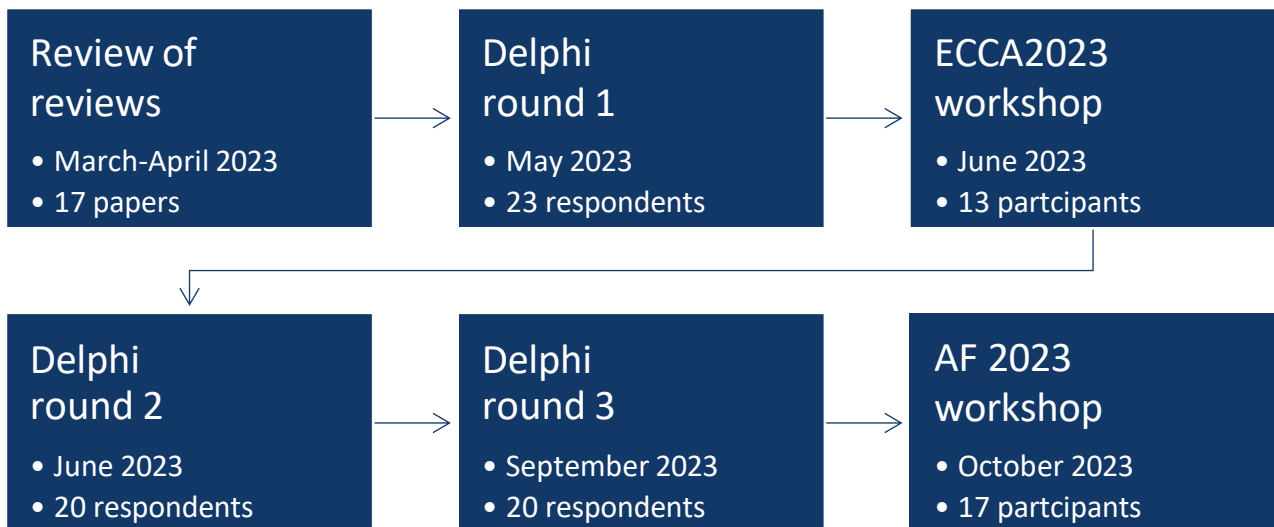 Review of
reviews
• March-April 2023
• 17 papers
Delphi
round 1
• May 2023
• 23 respondents
ECCA2023
workshop
• June 2023
• 13 partcipants
Delphi
round 2
• June 2023
• 20 respondents
Delphi
round 3
• September 2023
• 20 respondents
AF 2023
workshop
• October 2023
• 17 partcipants